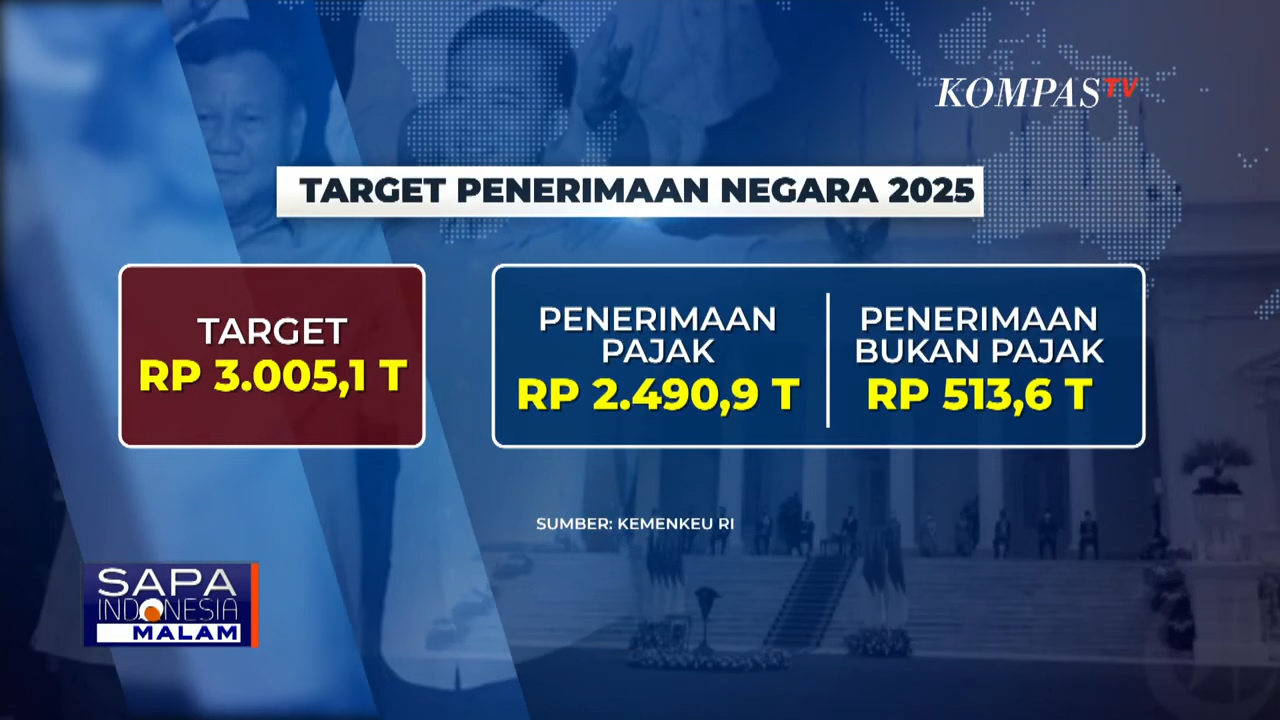 KOMPASTV
TARGET PENERIMAAN NEGARA 2025
TARGET
RP 3.005,1 T
PENERIMAAN
PAJAK
RP 2.490,9 T
PENERIMAAN
BUKAN PAJAK
RP 513,6 T
SUMBER: KEMENKEU RI
SAPA
INDONESIA
MALAM